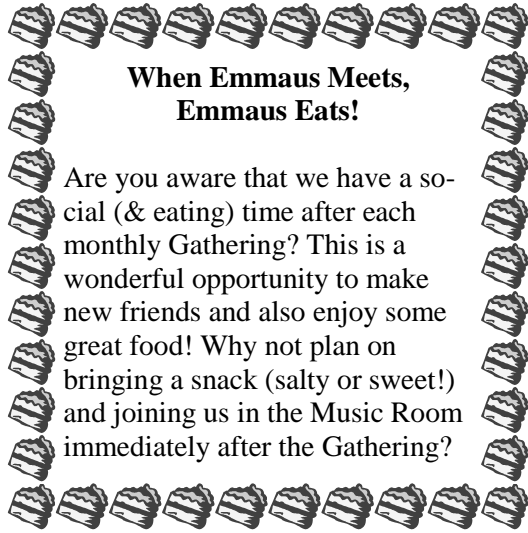 When Emmaus Meets,
Emmaus Eats!
Are you aware that we have a so-
cial (& eating) time after each
monthly Gathering? This is a
wonderful opportunity to make
new friends and also enjoy some
great food! Why not plan on
bringing a snack (salty or sweet!)
and joining us in the Music Room
immediately after the Gathering?